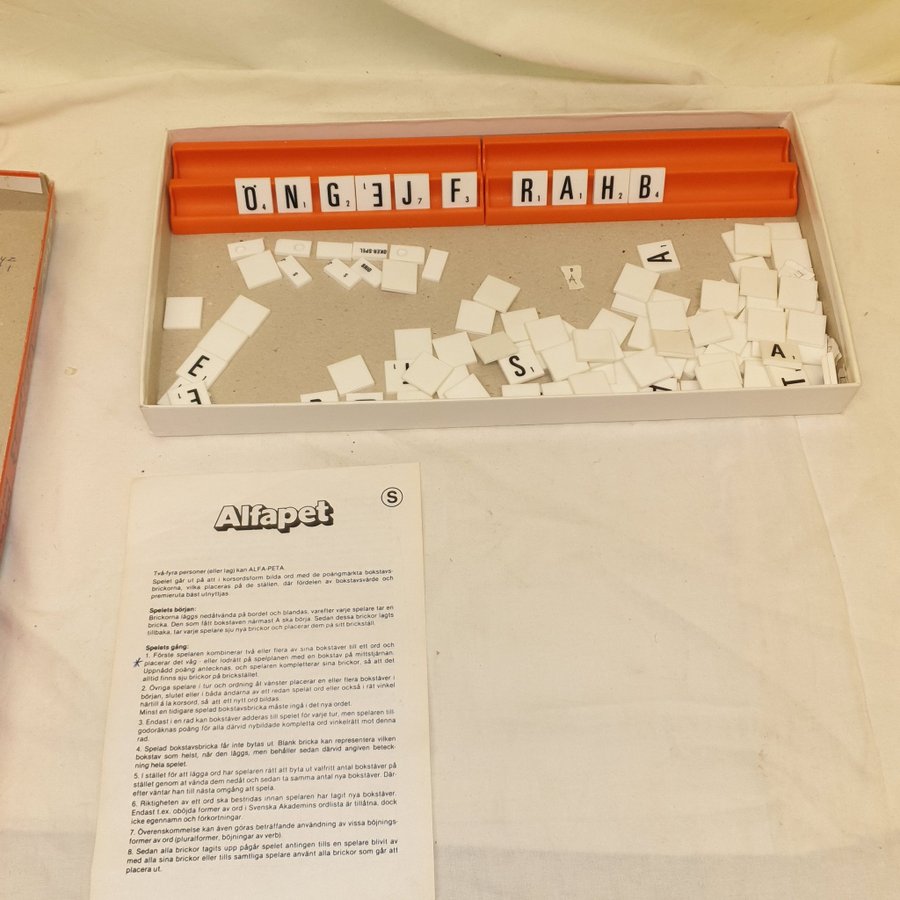 Ö4 N1 G2 E1 J7 F3 R1 A1 H2 B4
A1
OKER-SPEL
A
E
S1
A1
E
Alfapet
S
Två-fyra personer (eller lag) kan ALFA-PETA
Spelet går ut på att i korsordsform bilda ord med de poängmärkta bokstavs-
brickorna, vilka placeras på de ställen, där fördelen av bokstavsvärde och
premieruta bäst utnyttjas
Spelets början:
Brickorna läggs nedåtvända på bordet och blandas, varefter varje spelare tar en
bricka. Den som fått bokstaven närmast A ska börja. Sedan dessa brickor lagts
tillbaka, tar varje spelare sju nya brickor och placerar dem på sitt brickställ.
Spelets gång:
1. Förste spelaren kombinerar två eller flera av sina bokstäver till ett ord och
placerar det våg - eller lodrätt på spelplanen med en bokstav på mittstjärnan.
Uppnådd poäng antecknas, och spelaren kompletterar sina brickor, så att det
alltid finns sju brickor på brickstället.
2. Övriga spelare i tur och ordning åt vänster placerar en eller flera bokstäver i
början, slutet eller i båda ändarna av ett redan spelat ord eller också i rät vinkel
härtill á la korsord, så att ett nytt ord bildas.
Minst en tidigare spelad bokstavsbricka måste ingå i det nya ordet.
3. Endast i en rad kan bokstäver adderas till spelet för varje tur, men spelaren till-
godoräknas poäng för alla därvid nybildade kompletta ord vinkelrätt mot denna
rad.
4. Spelad bokstavsbricka får inte bytas ut. Blank bricka kan representera vilken
bokstav som helst, när den läggs, men behåller sedan därvid angiven beteck-
ning hela spelet.
5. I stället för att lägga ord har spelaren rätt att byta ut valfritt antal bokstäver på
stället genom at vända dem nedåt och sedan ta samma antal nya bokstäver. Där-
efter väntar han till nästa omgång att spela.
6. Riktigheten av ett ord ska bestridas innan spelaren har tagit nya bokstäver.
Endast t.ex. oböjda former av ord i Svenska Akademins ordlista är tillåtna, dock
icke egennamn och förkortningar.
7. Överenskommelse kan även göras beträffande användning av vissa böjnings-
former av ord (pluralformer, böjningar av verb).
8. Sedan alla brickor tagits upp pågår spelet antingen tills en spelare blivit av
med alla sina brickor eller tills samtliga spelare använt alla brickor som går att
placera ut.